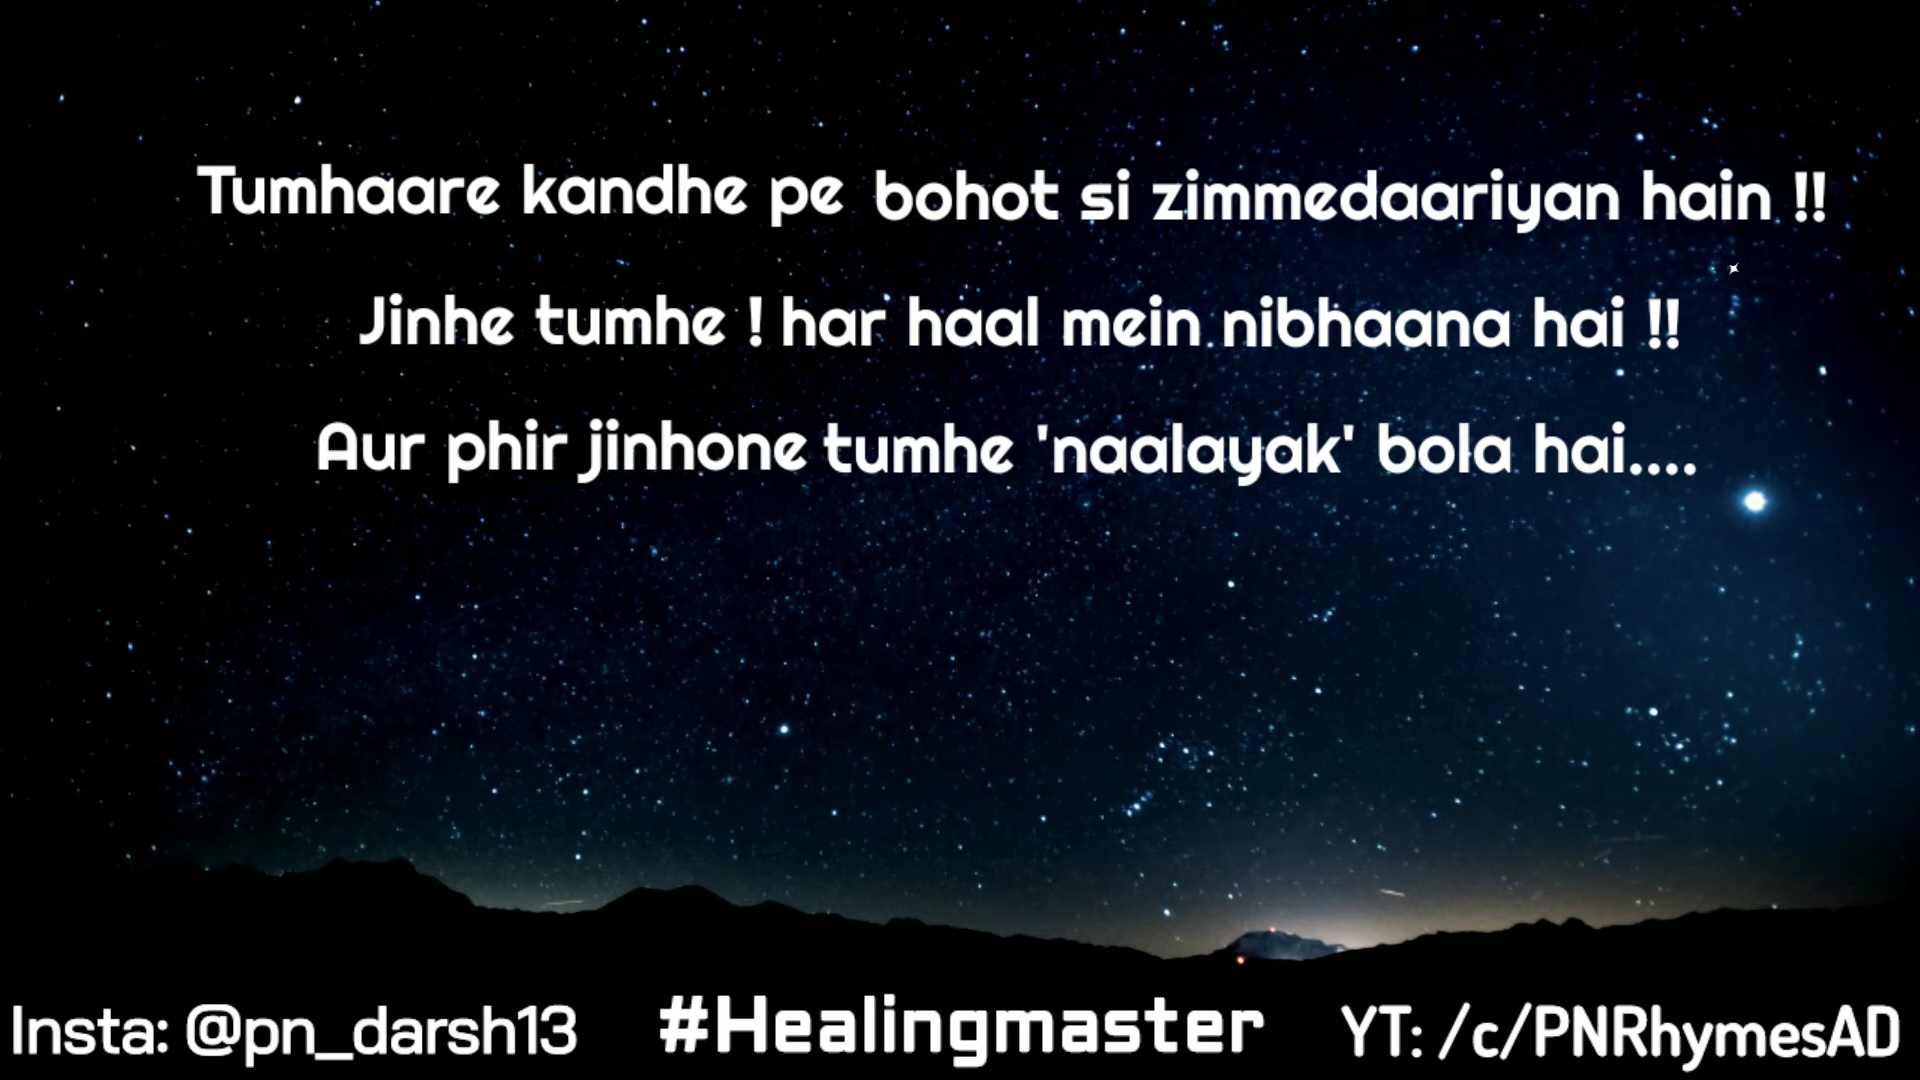 Tumhaare kandhe pe bohot si zimmedaariyan hain !!
Jinhe tumhe ! har haal mein nibhaana hai !!
Aur phir jinhone tumhe 'naalayak' bola hai....
Insta: @pn_darsh13 #Healingmaster YT: /c/PNRhymesAD